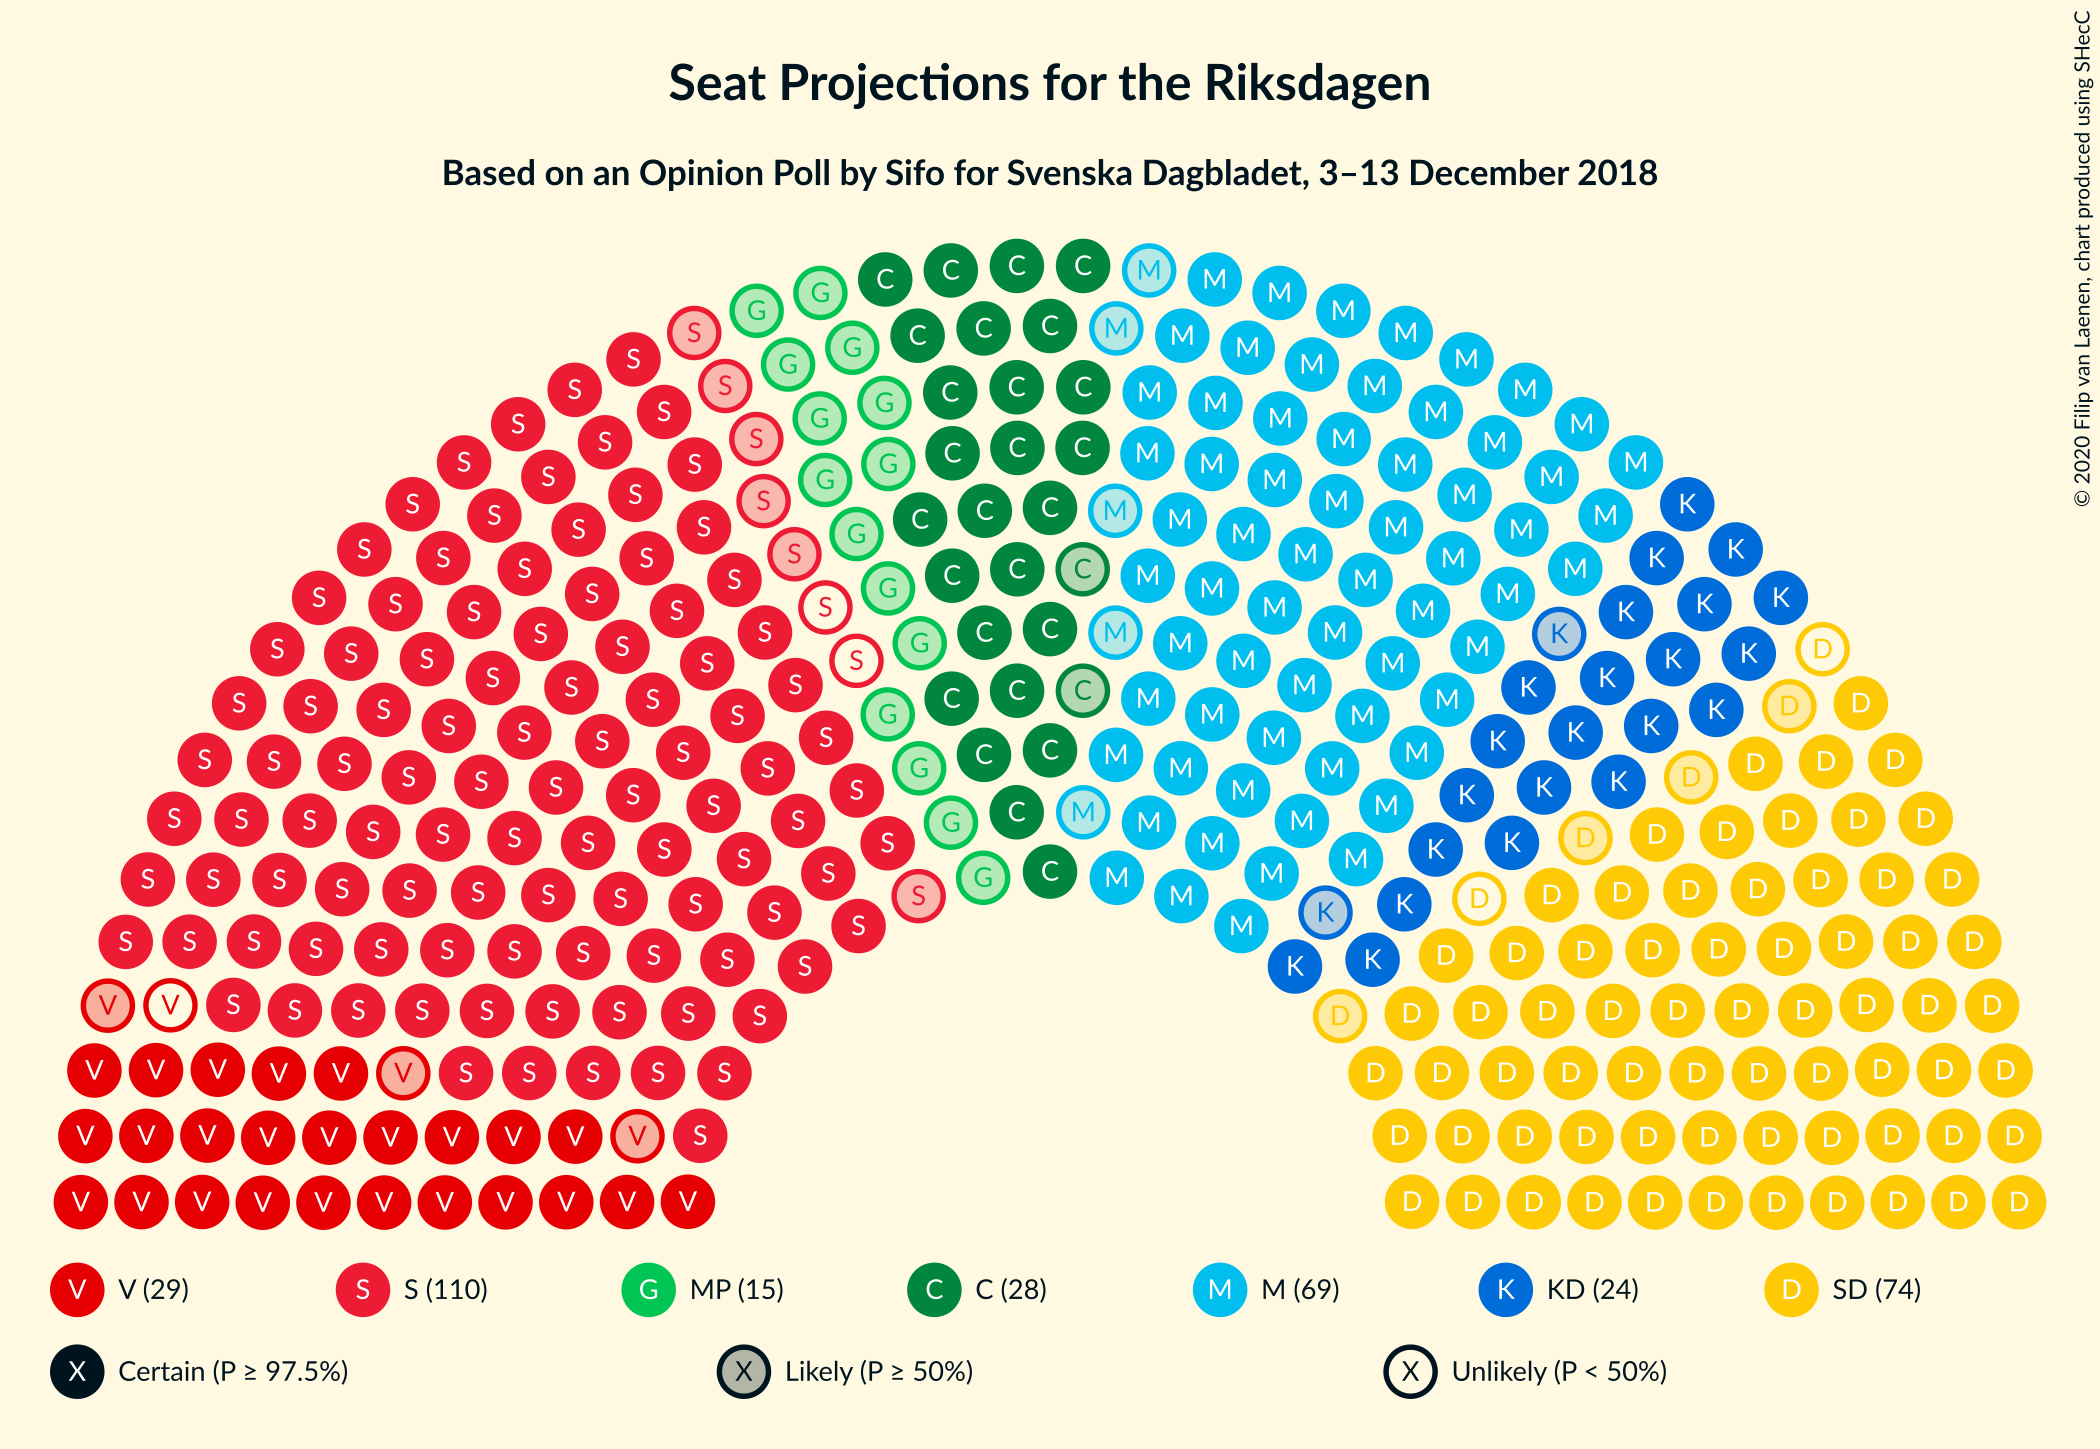 Seat Projections for the Riksdagen
Based on an Opinion Poll by Sifo for Svenska Dagbladet, 3–13 December 2018
© 2020 Filip van Laenen, chart produced using SHecC
V V (29) S S (110) G MP (15) C C (28) M M (69) K KD (24) D SD (74)
X Certain (P ≥ 97.5%) X Likely (P ≥ 50%) X Unlikely (P < 50%)